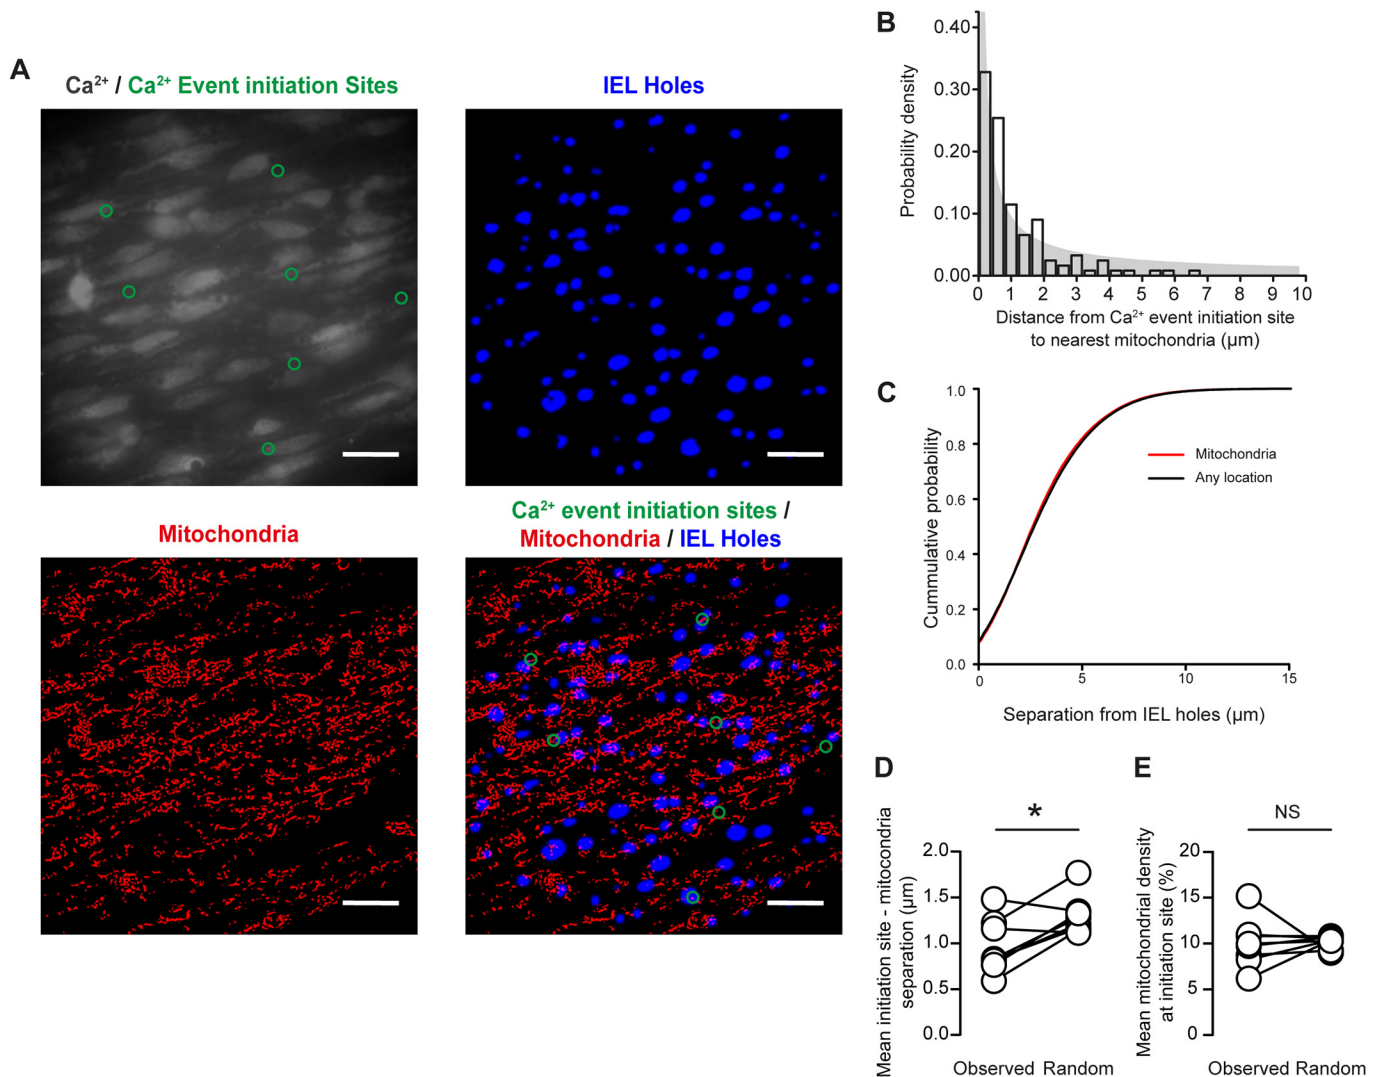 A
Ca²⁺ / Ca²⁺ Event initiation Sites
IEL Holes
Mitochondria
Ca²⁺ event initiation sites /
Mitochondria / IEL Holes
B
Probability density
0.40
0.30
0.20
0.10
0.00
0 1 2 3 4 5 6 7 8 9 10
Distance from Ca²⁺ event initiation site
to nearest mitochondria (µm)
C
Cummulative probability
1.0
0.8
0.6
0.4
0.2
0.0
Mitochondria
Any location
0 5 10 15
Separation from IEL holes (µm)
D
Mean initiation site - mitocondria
separation (µm)
*
2.0
1.5
1.0
0.5
0.0
Observed Random
E
Mean mitochondrial density
at initiation site (%)
NS
20
15
10
5
0
Observed Random